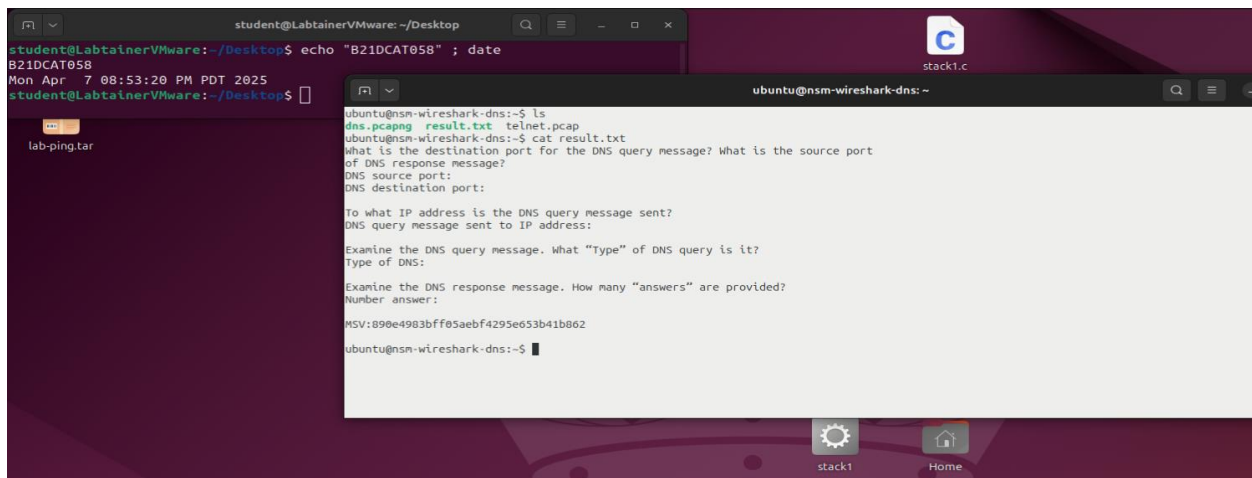 student@LabtainerVMware: ~/Desktop
student@LabtainerVMware:~/Desktop$ echo "B21DCAT058" ; date
B21DCAT058
Mon Apr  7 08:53:20 PM PDT 2025
student@LabtainerVMware:~/Desktop$
C
stack1.c
lab-ping.tar
ubuntu@nsm-wireshark-dns: ~
ubuntu@nsm-wireshark-dns:~$ ls
dns.pcapng  result.txt  telnet.pcap
ubuntu@nsm-wireshark-dns:~$ cat result.txt
What is the destination port for the DNS query message? What is the source port
of DNS response message?
DNS source port:
DNS destination port:
To what IP address is the DNS query message sent?
DNS query message sent to IP address:
Examine the DNS query message. What “Type” of DNS query is it?
Type of DNS:
Examine the DNS response message. How many “answers” are provided?
Number answer:
MSV:890e4983bff05aebf4295e653b41b862
ubuntu@nsm-wireshark-dns:~$
stack1
Home